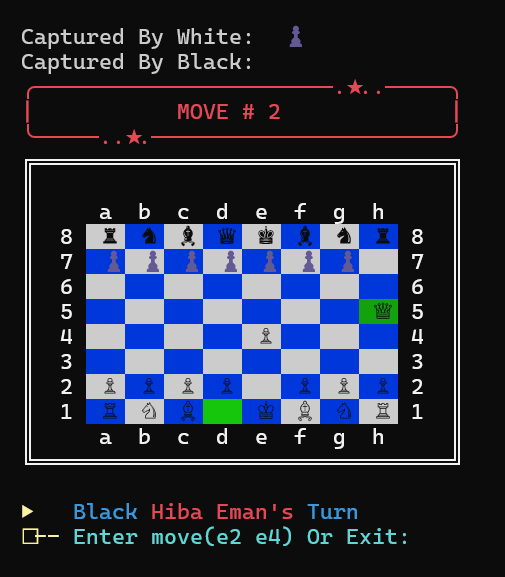 Captured By White: ♟
Captured By Black:
MOVE # 2
a b c d e f g h
8 ♜ ♞ ♝ ♛ ♚ ♝ ♞ ♜ 8
7 ♟ ♟ ♟ ♟ ♟ ♟ ♟ 7
6 6
5 ♕ 5
4 ♙ 4
3 3
2 ♙ ♙ ♙ ♙ ♙ ♙ ♙ 2
1 ♖ ♘ ♗ ♔ ♗ ♘ ♖ 1
a b c d e f g h
Black Hiba Eman's Turn
Enter move(e2 e4) Or Exit: